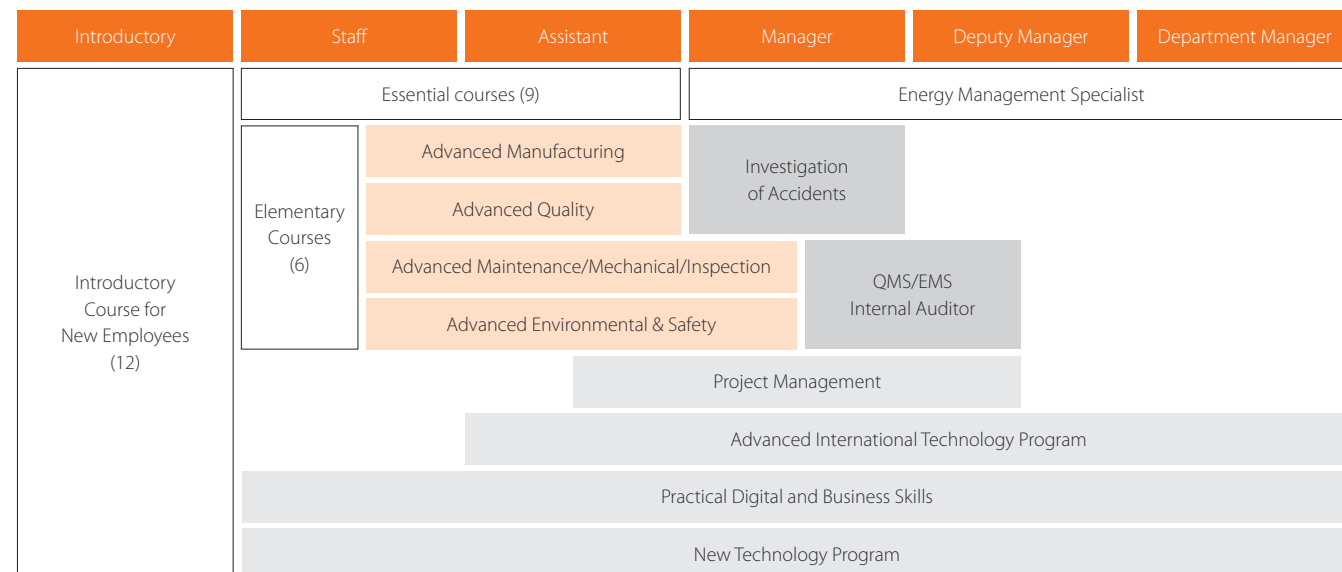 Introductory
Staff
Assistant
Manager
Deputy Manager
Department Manager
Introductory
Course for
New Employees
(12)
Essential courses (9)
Energy Management Specialist
Elementary
Courses
(6)
Advanced Manufacturing
Advanced Quality
Advanced Maintenance/Mechanical/Inspection
Advanced Environmental & Safety
Investigation
of Accidents
QMS/EMS
Internal Auditor
Project Management
Advanced International Technology Program
Practical Digital and Business Skills
New Technology Program